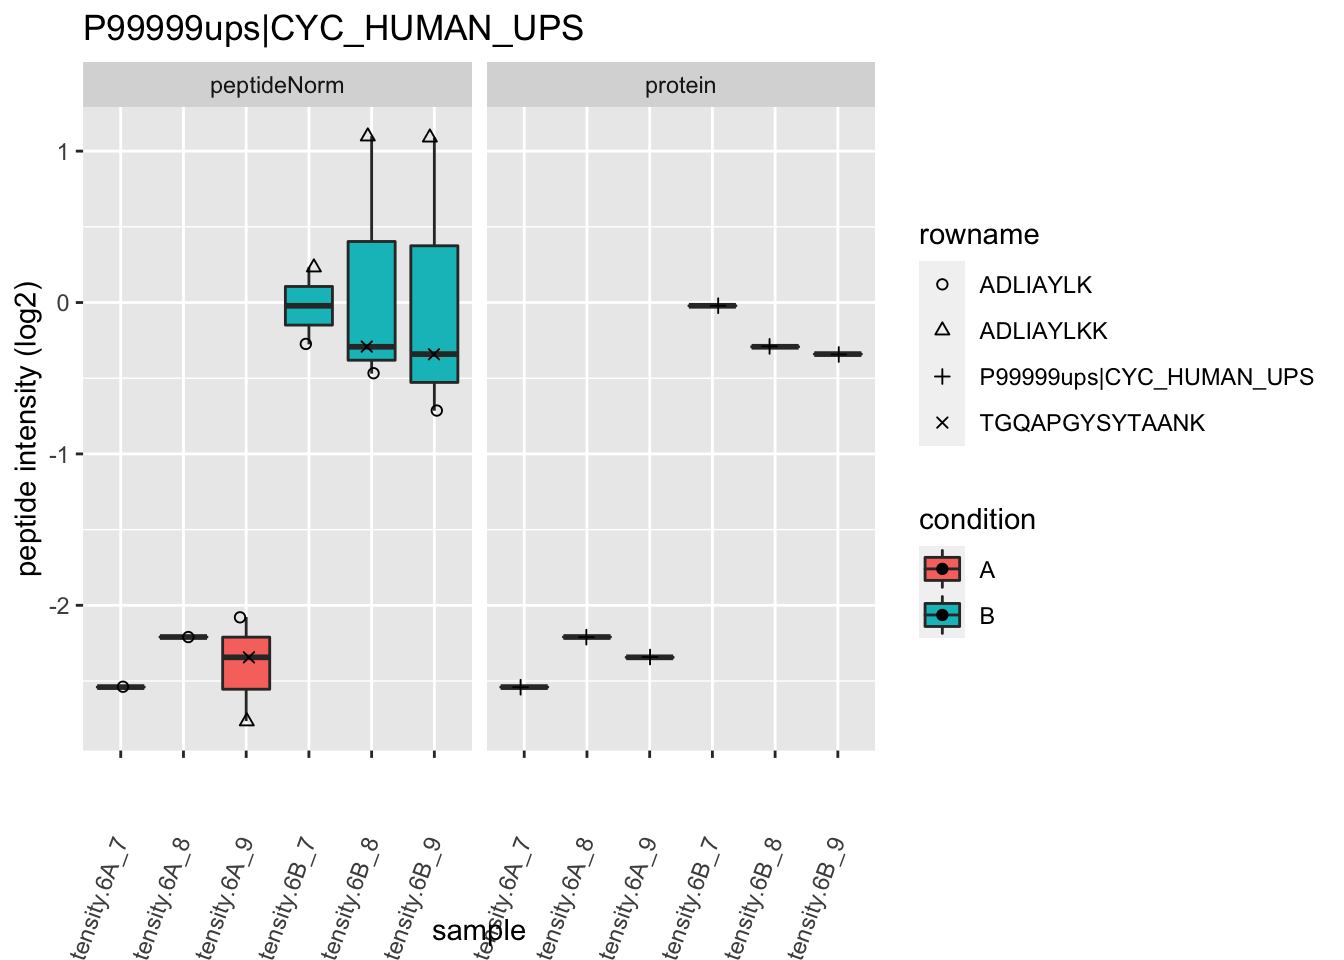 P99999ups|CYC_HUMAN_UPS
peptideNorm
protein
peptide intensity (log2)
1
0
-1
-2
tensity.6A_7
tensity.6A_8
tensity.6A_9
tensity.6B_7
tensity.6B_8
tensity.6B_9
tensity.6A_7
tensity.6A_8
tensity.6A_9
tensity.6B_7
tensity.6B_8
tensity.6B_9
sample
rowname
ADLIAYLK
ADLIAYLKK
P99999ups|CYC_HUMAN_UPS
TGQAPGYSYTAANK
condition
A
B